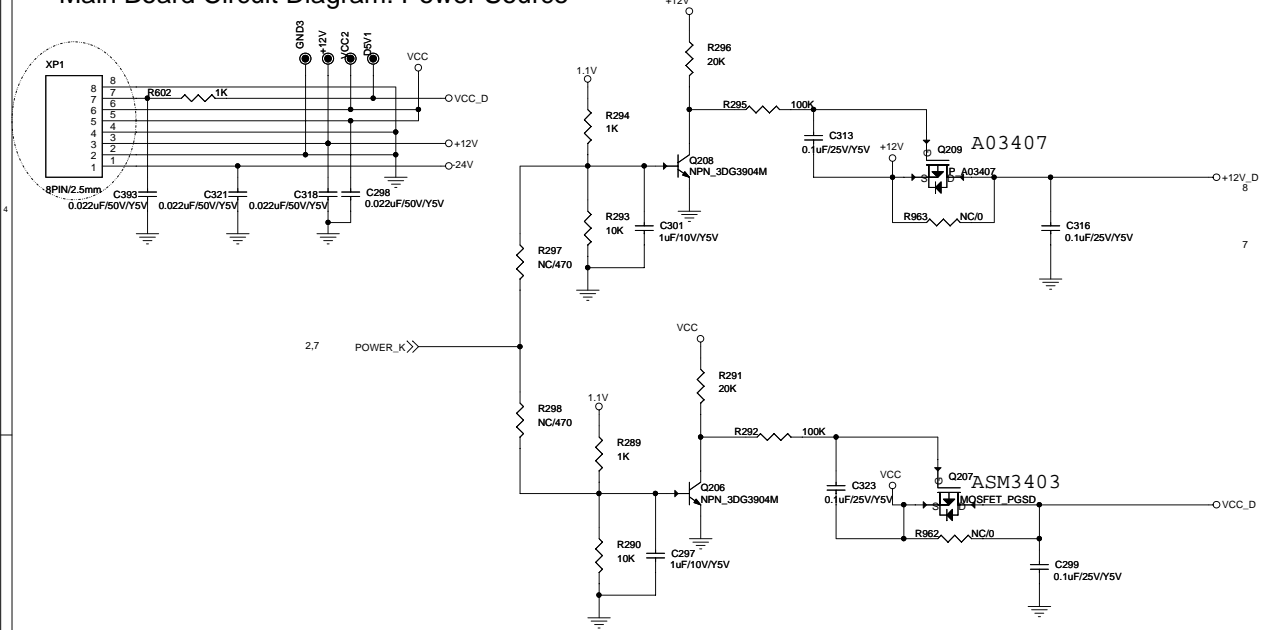 Main Board Circuit Diagram: Power Source
XP1
8
7
6
5
4
3
2
1
8
7
6
5
4
3
2
1
8PIN/2.5mm
GND3
+12V
VCC2
D5V1
VCC
R602
1K
VCC_D
+12V
-24V
C393
0.022uF/50V/Y5V
C321
0.022uF/50V/Y5V
C318
0.022uF/50V/Y5V
C298
0.022uF/50V/Y5V
4
+12V
R296
20K
1.1V
R294
1K
R295
100K
C313
0.1uF/25V/Y5V
Q208
NPN_3DG3904M
+12V
G
Q209
A03407
S
D
P_A03407
+12V_D
8
R293
10K
C301
1uF/10V/Y5V
R963
NC/0
C316
0.1uF/25V/Y5V
7
R297
NC/470
2,7
POWER_K
R298
NC/470
VCC
R291
20K
1.1V
R289
1K
R292
100K
C323
0.1uF/25V/Y5V
Q206
NPN_3DG3904M
VCC
G
Q207
ASM3403
S
D
MOSFET_PGSD
VCC_D
R290
10K
C297
1uF/10V/Y5V
R962
NC/0
C299
0.1uF/25V/Y5V